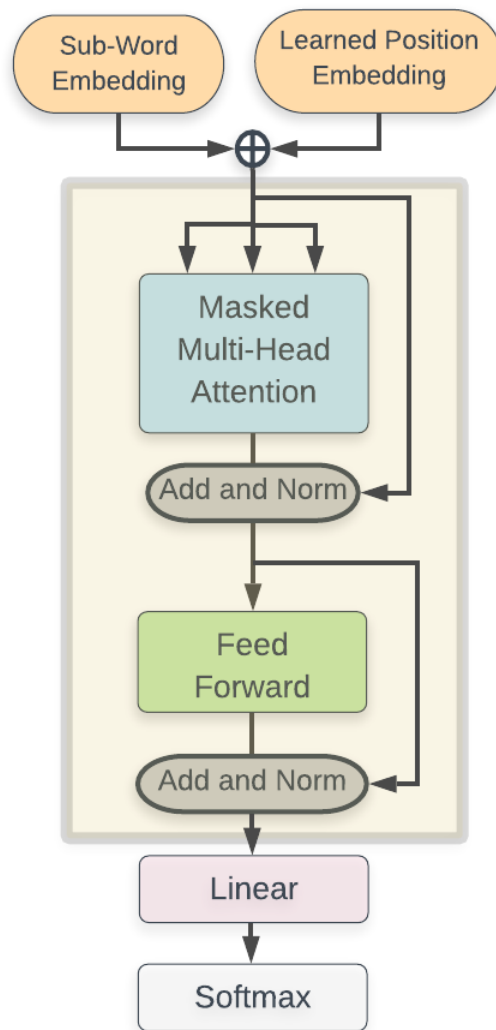 Sub-Word
Embedding
Learned Position
Embedding
Masked
Multi-Head
Attention
Add and Norm
Feed
Forward
Add and Norm
Linear
Softmax